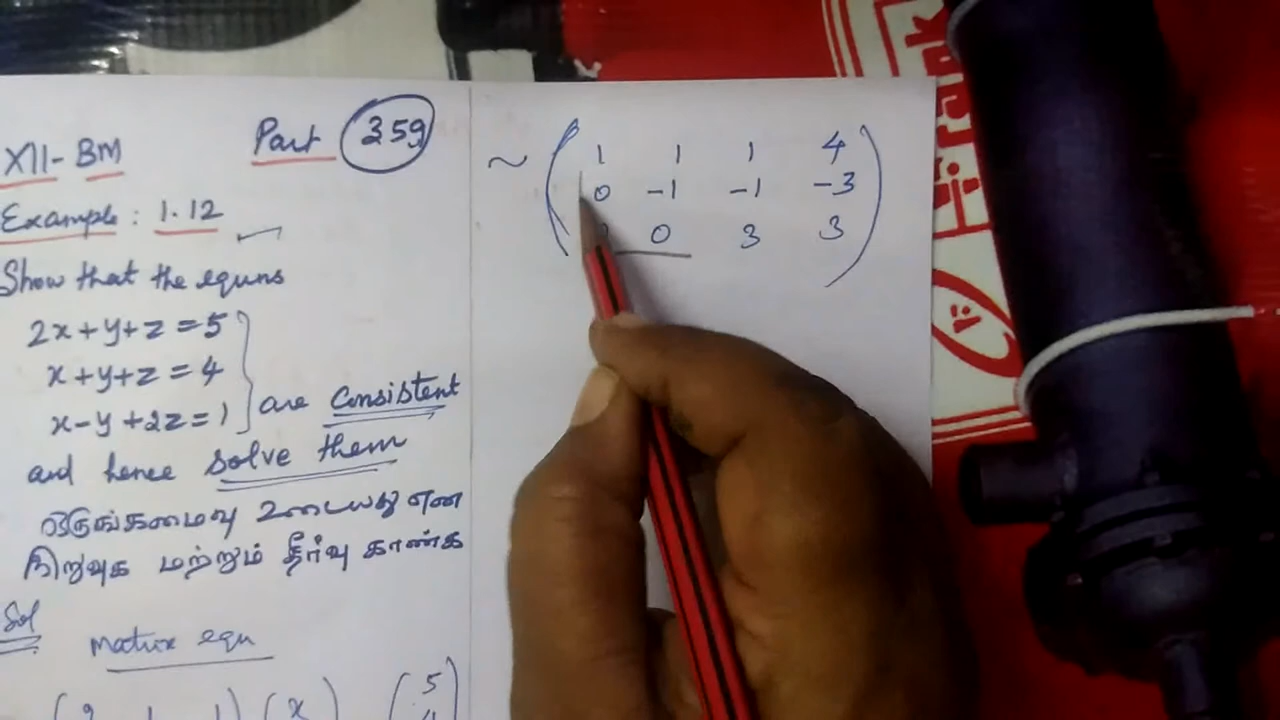 XII-BM Part 359
Example: 1.12
Show that the equns
2x+y+z=5
x+y+z=4
x-y+2z=1
are consistent
and hence solve them
ஒருங்கமைவு உடையது என
நிறுவுக மற்றும் தீர்வு காண்க
Sol
Matrix equ
5
~ 1 1 1 4
0 -1 -1 -3
0 3 3